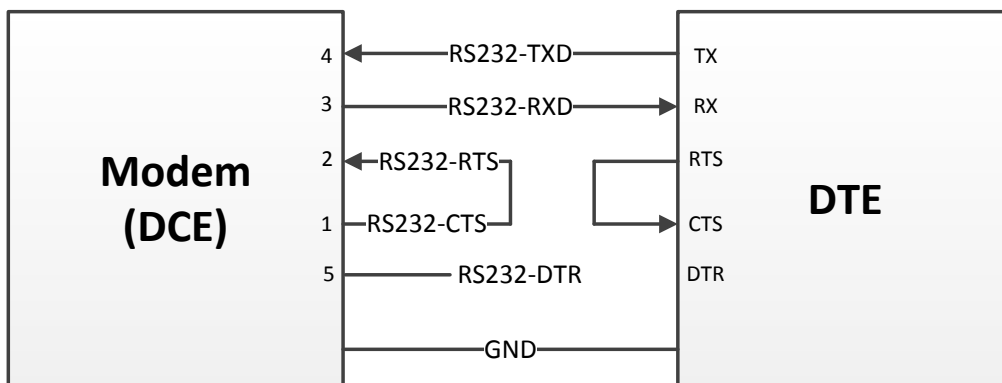 4 RS232-TXD TX
3 RS232-RXD RX
2 RS232-RTS RTS
Modem
(DCE)
DTE
1 RS232-CTS CTS
5 RS232-DTR DTR
GND